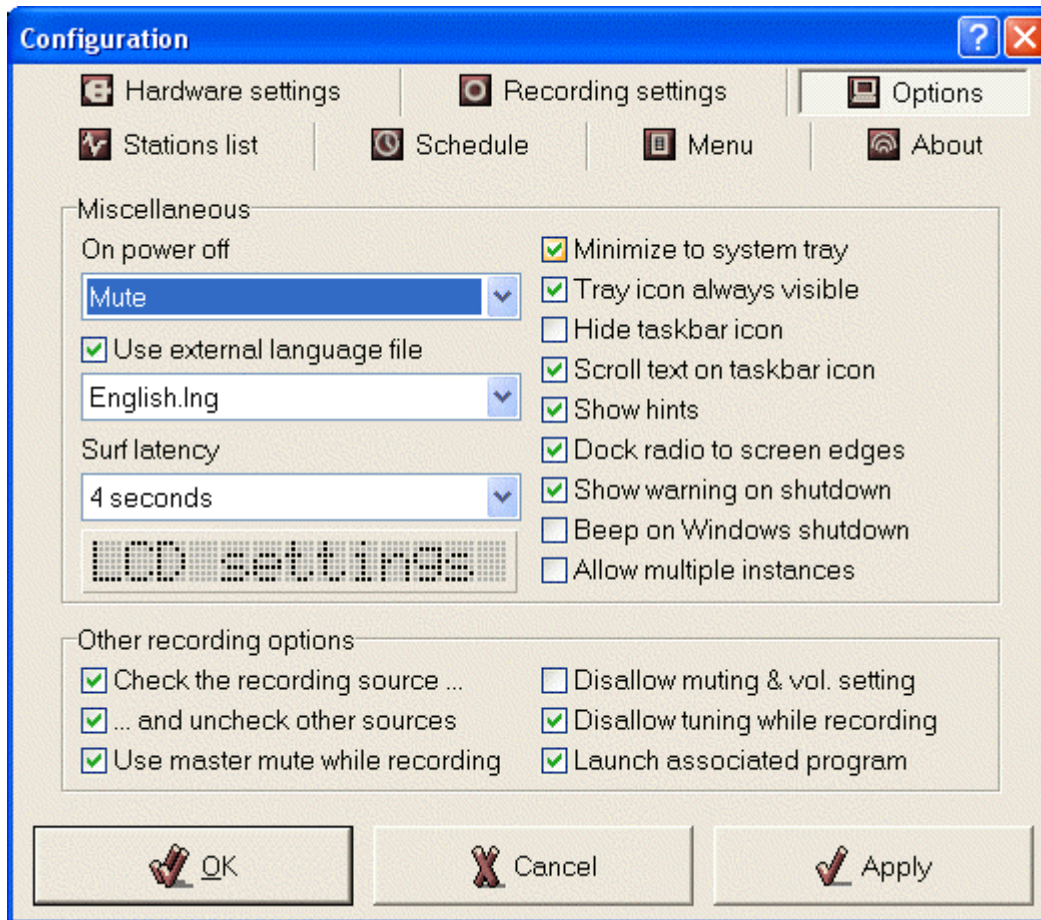 Configuration
Hardware settings
Recording settings
Options
Stations list
Schedule
Menu
About
Miscellaneous
On power off
Mute
Use external language file
English.lng
Surf latency
4 seconds
LCD settings
Minimize to system tray
Tray icon always visible
Hide taskbar icon
Scroll text on taskbar icon
Show hints
Dock radio to screen edges
Show warning on shutdown
Beep on Windows shutdown
Allow multiple instances
Other recording options
Check the recording source ...
... and uncheck other sources
Use master mute while recording
Disallow muting & vol. setting
Disallow tuning while recording
Launch associated program
OK
Cancel
Apply